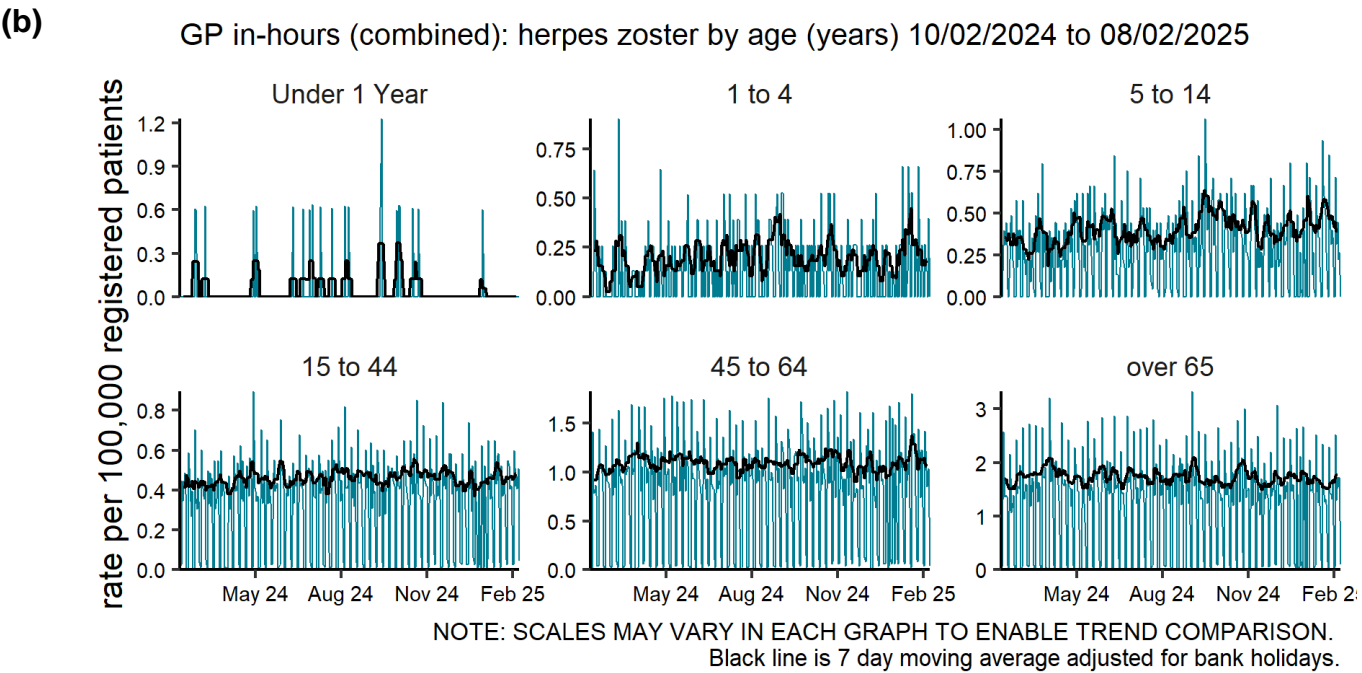 (b)
GP in-hours (combined): herpes zoster by age (years) 10/02/2024 to 08/02/2025
rate per 100,000 registered patients
Under 1 Year
1.2
0.9
0.6
0.3
0.0
1 to 4
0.75
0.50
0.25
0.00
5 to 14
1.00
0.75
0.50
0.25
0.00
15 to 44
0.8
0.6
0.4
0.2
0.0
May 24 Aug 24 Nov 24 Feb 25
45 to 64
1.5
1.0
0.5
0.0
May 24 Aug 24 Nov 24 Feb 25
over 65
3
2
1
0
May 24 Aug 24 Nov 24 Feb 25
NOTE: SCALES MAY VARY IN EACH GRAPH TO ENABLE TREND COMPARISON.
Black line is 7 day moving average adjusted for bank holidays.